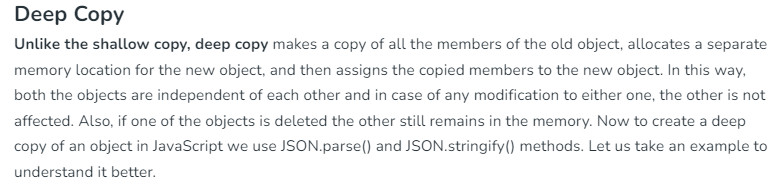 Deep Copy
Unlike the shallow copy, deep copy makes a copy of all the members of the old object, allocates a separate
memory location for the new object, and then assigns the copied members to the new object. In this way,
both the objects are independent of each other and in case of any modification to either one, the other is not
affected. Also, if one of the objects is deleted the other still remains in the memory. Now to create a deep
copy of an object in JavaScript we use JSON.parse() and JSON.stringify() methods. Let us take an example to
understand it better.